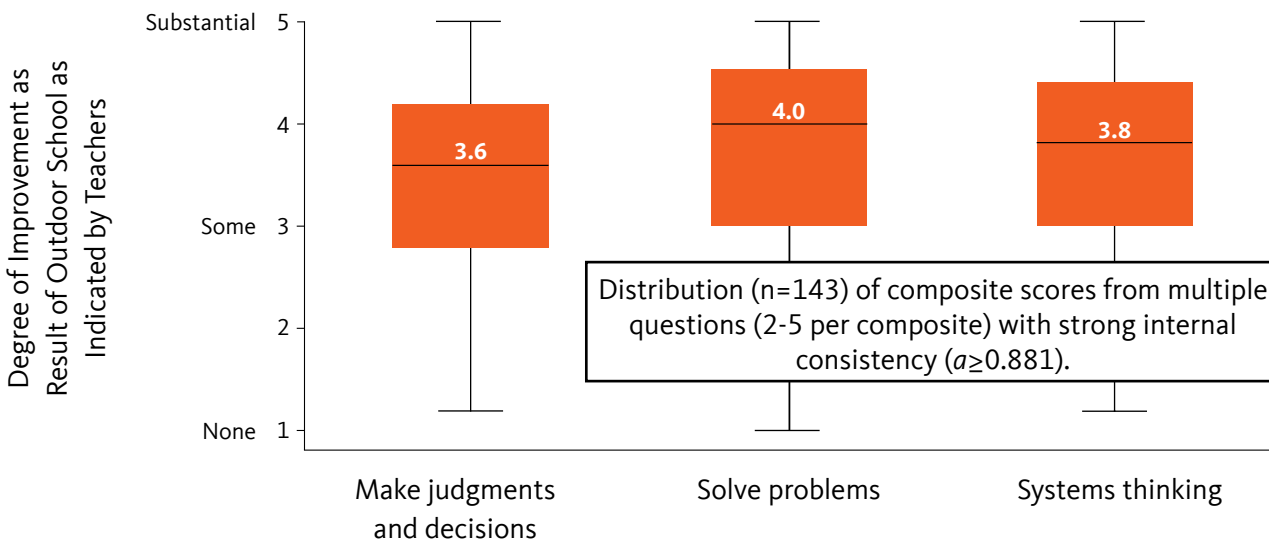 Degree of Improvement as
Result of Outdoor School as
Indicated by Teachers
Substantial 5
4
Some 3
2
None 1
3.6
4.0
3.8
Distribution (n=143) of composite scores from multiple
questions (2-5 per composite) with strong internal
consistency (a≥0.881).
Make judgments
and decisions
Solve problems
Systems thinking